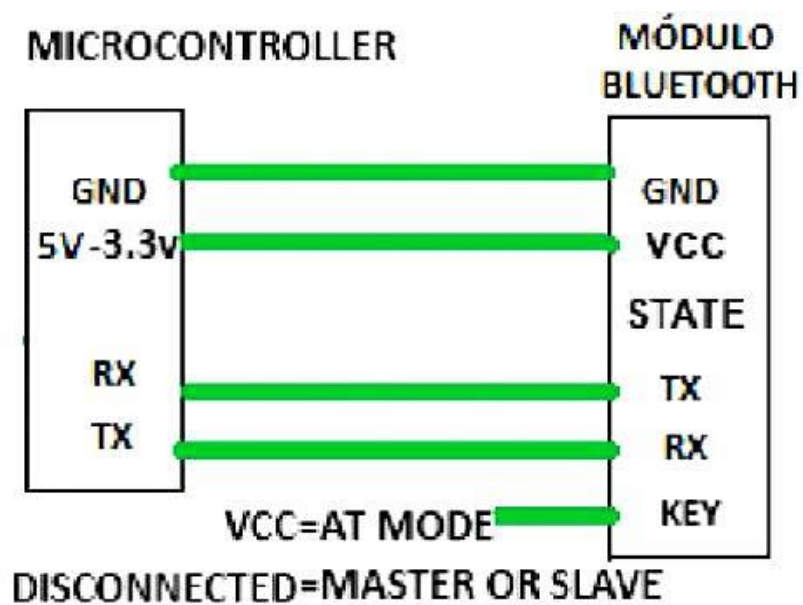 MICROCONTROLLER
MÓDULO
BLUETOOTH
GND
GND
5V-3.3v
VCC
STATE
RX
TX
TX
RX
VCC=AT MODE
KEY
DISCONNECTED=MASTER OR SLAVE